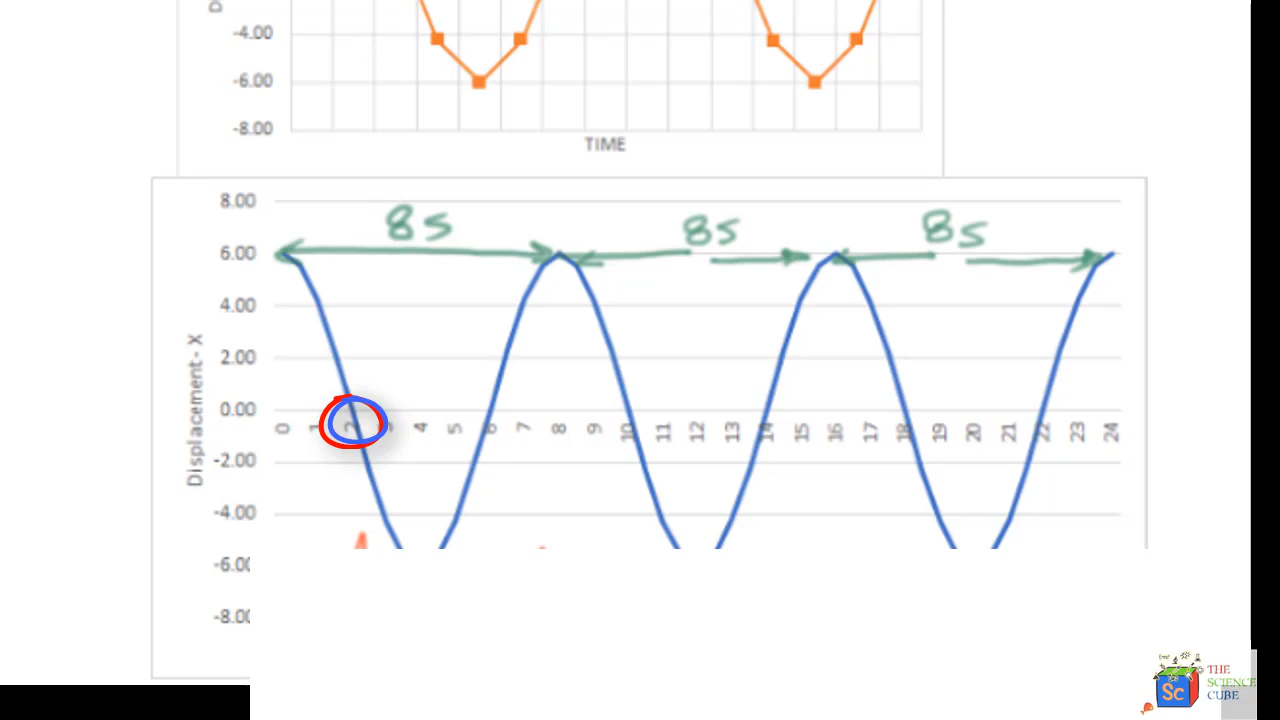 -4.00
-6.00
-8.00
TIME
8.00
6.00
4.00
2.00
0.00
-2.00
-4.00
-6.00
-8.00
Displacement- X
8s
8s
8s
0 1 2 3 4 5 6 7 8 9 10 11 12 13 14 15 16 17 18 19 20 21 22 23 24
Sc
THE
SCIENCE
CUBE